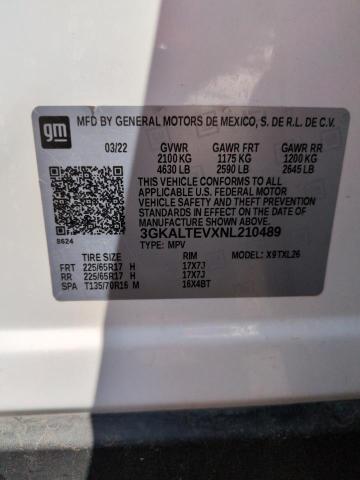 gm
MFD BY GENERAL MOTORS DE MEXICO, S. DE R.L. DE C.V.
03/22 GVWR GAWR FRT GAWR RR
2100 KG 1175 KG 1200 KG
4630 LB 2590 LB 2645 LB
THIS VEHICLE CONFORMS TO ALL APPLICABLE
U.S. FEDERAL MOTOR
VEHICLE SAFETY, BUMPER, AND THEFT
PREVENTION STANDARDS IN EFFECT ON THE DATE
OF MANUFACTURE SHOWN ABOVE.
3GKALTEVXNL210489
8624 TYPE: MPV
TIRE SIZE RIM MODEL: X9TXL26
FRT 225/65R17 H 17X7J
RR 225/65R17 H 17X7J
SPA T135/70R16 M 16X4BT